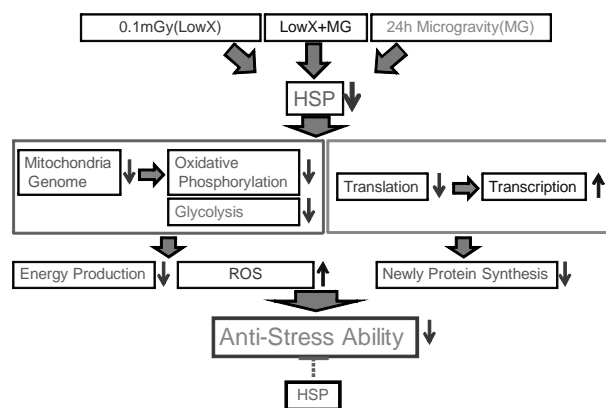 0.1mGy(LowX) LowX+MG 24h Microgravity(MG)
HSP
Mitochondria Oxidative
Genome Phosphorylation Translation Transcription
Glycolysis
Energy Production ROS Newly Protein Synthesis
Anti-Stress Ability
HSP